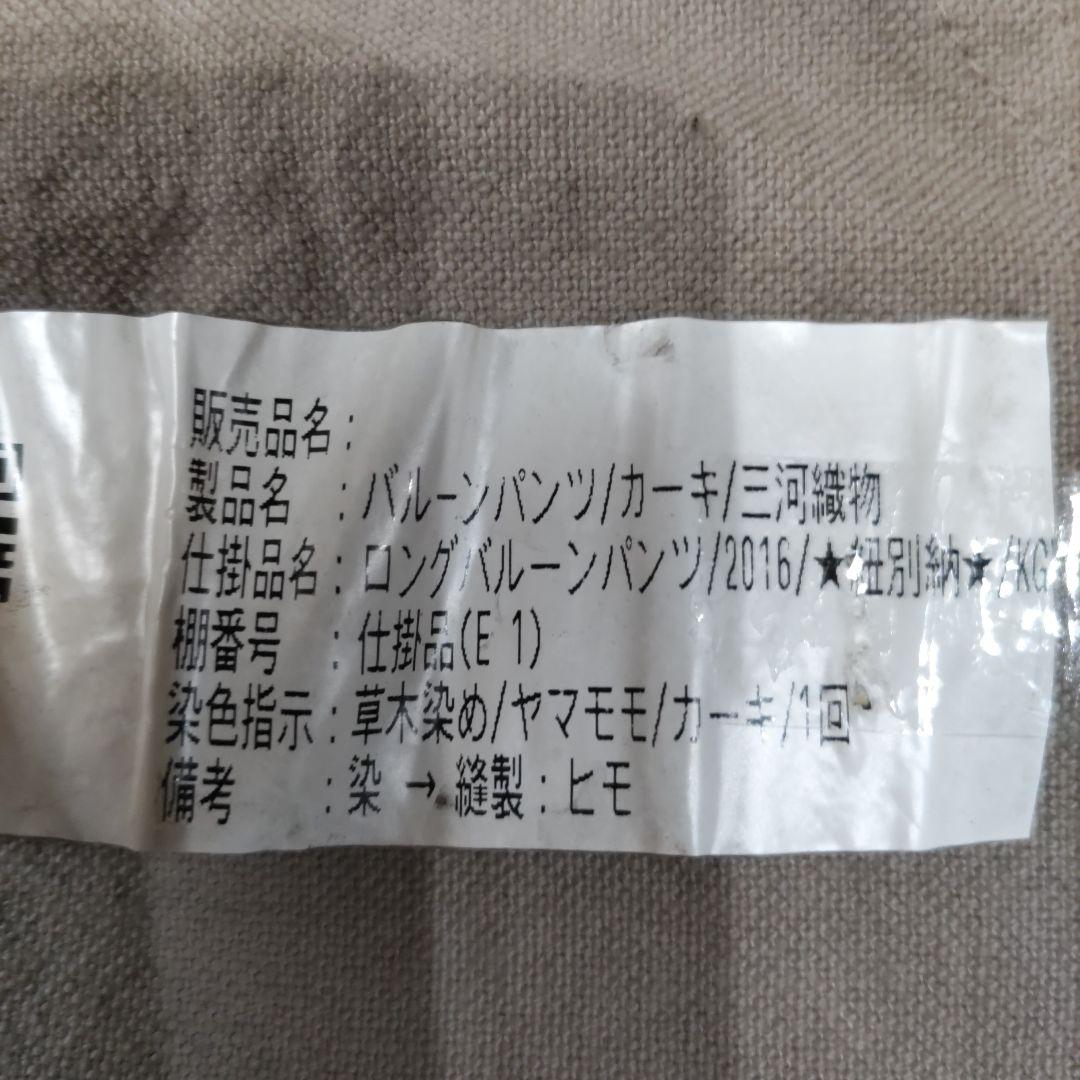 販売品名:
製品名 : バルーンパンツ/カーキ/三河織物
仕掛品名: ロングバルーンパンツ/2016/★紐別納★/KG
棚番号 : 仕掛品(E 1)
染色指示: 草木染め/ヤマモモ/カーキ/1回
備考 : 染 → 縫製: ヒモ